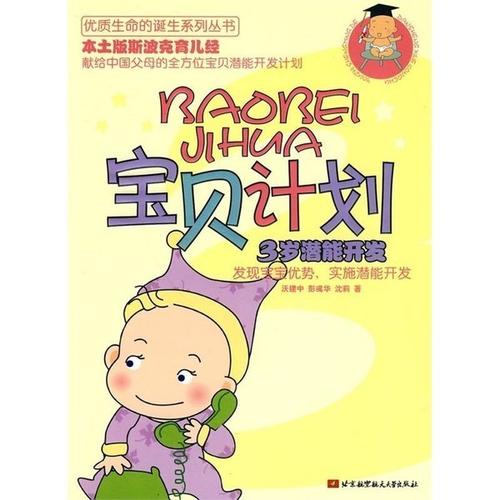 优质生命的诞生系列丛书
本土版斯波克育儿经
献给中国父母的全方位宝贝潜能开发计划
BAOBEI
JIHUA
宝贝计划
3岁潜能开发
发现宝宝优势、实施潜能开发
沃建中 彭彧华 沈莉 著
北京航空航天大学出版社